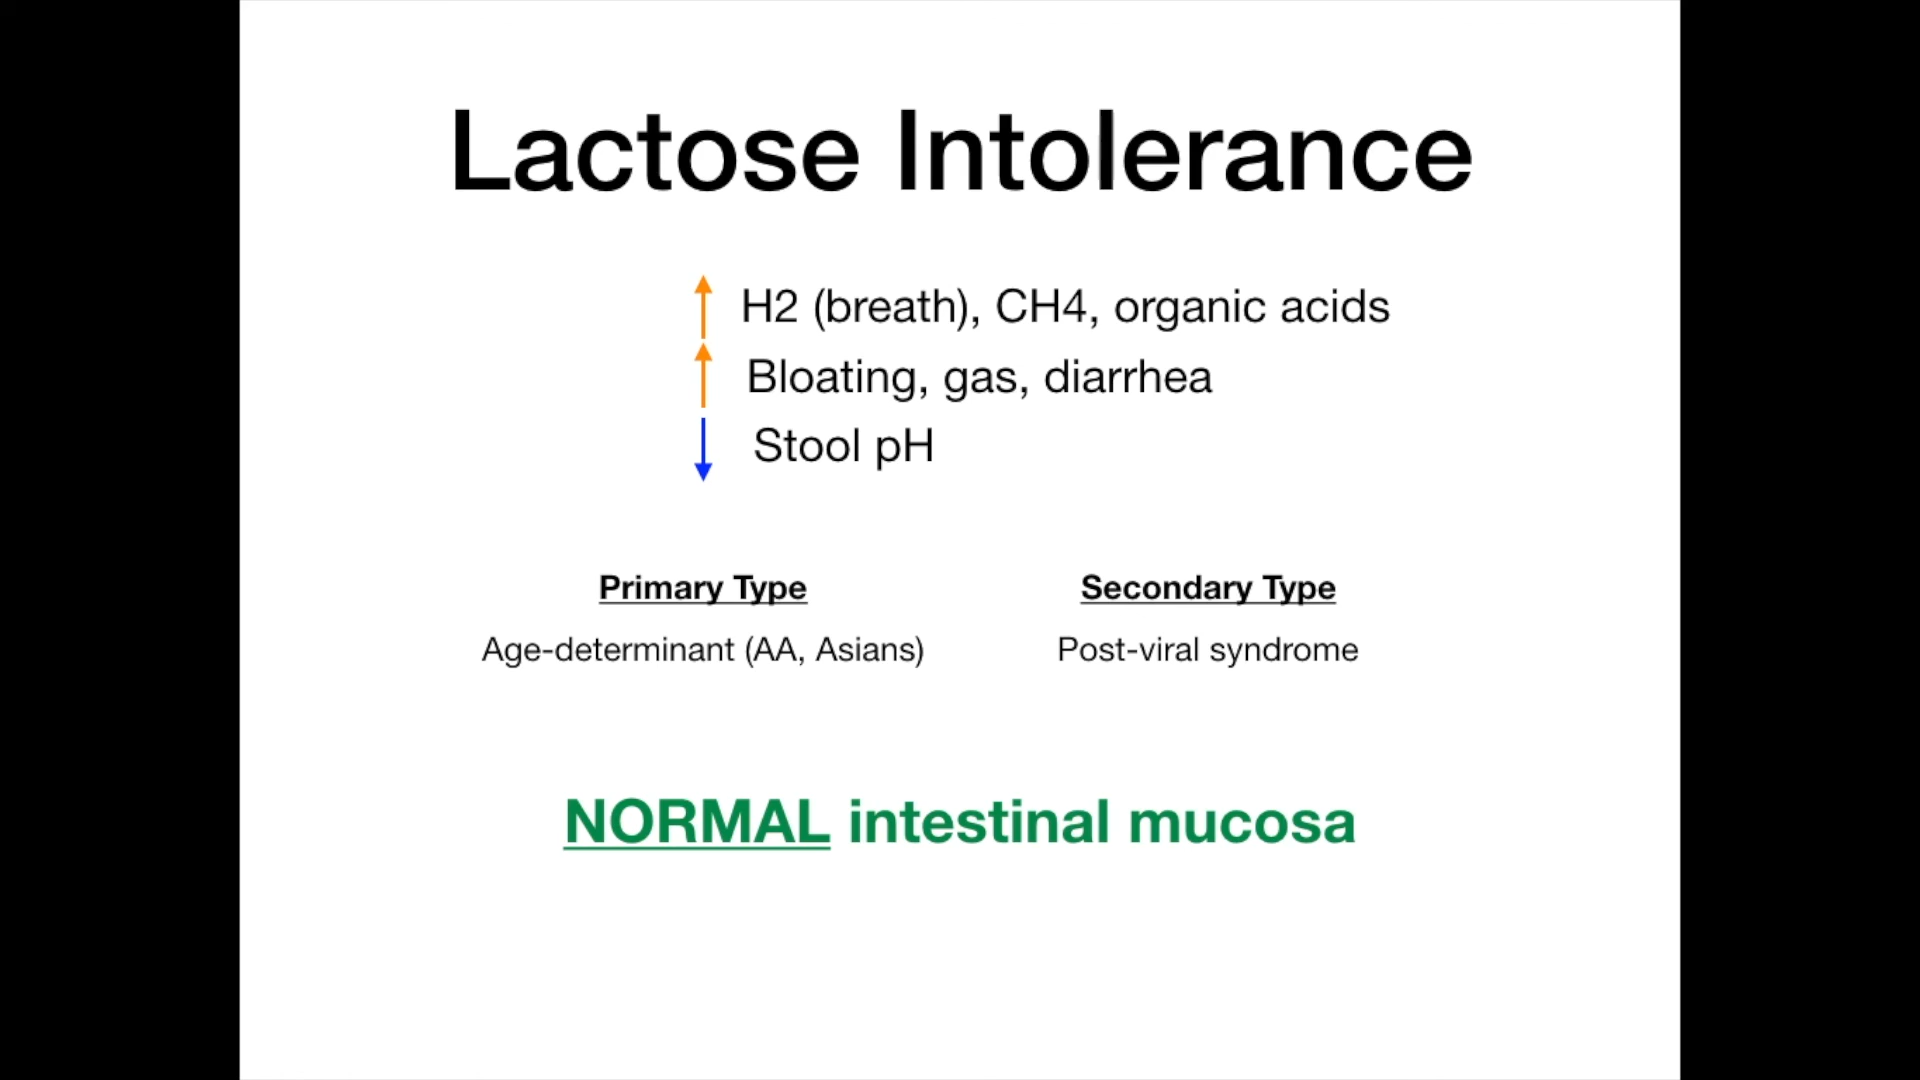 Lactose Intolerance
H2 (breath), CH4, organic acids
Bloating, gas, diarrhea
Stool pH
Primary Type
Secondary Type
Age-determinant (AA, Asians)
Post-viral syndrome
NORMAL intestinal mucosa